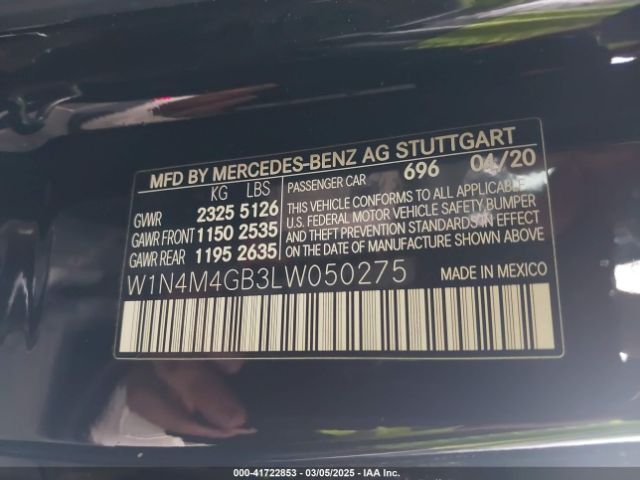 MFD BY MERCEDES-BENZ AG STUTTGART
KG LBS
GVWR 2325 5126
GAWR FRONT 1150 2535
GAWR REAR 1195 2635
PASSENGER CAR 696 04/20
THIS VEHICLE CONFORMS TO ALL APPLICABLE
U.S. FEDERAL MOTOR VEHICLE SAFETY BUMPER
AND THEFT PREVENTION STANDARDS IN EFFECT
ON THE DATE OF MANUFACTURE SHOWN ABOVE.
W1N4M4GB3LW050275 MADE IN MEXICO
000-41722853 - 03/05/2025 - IAA Inc.